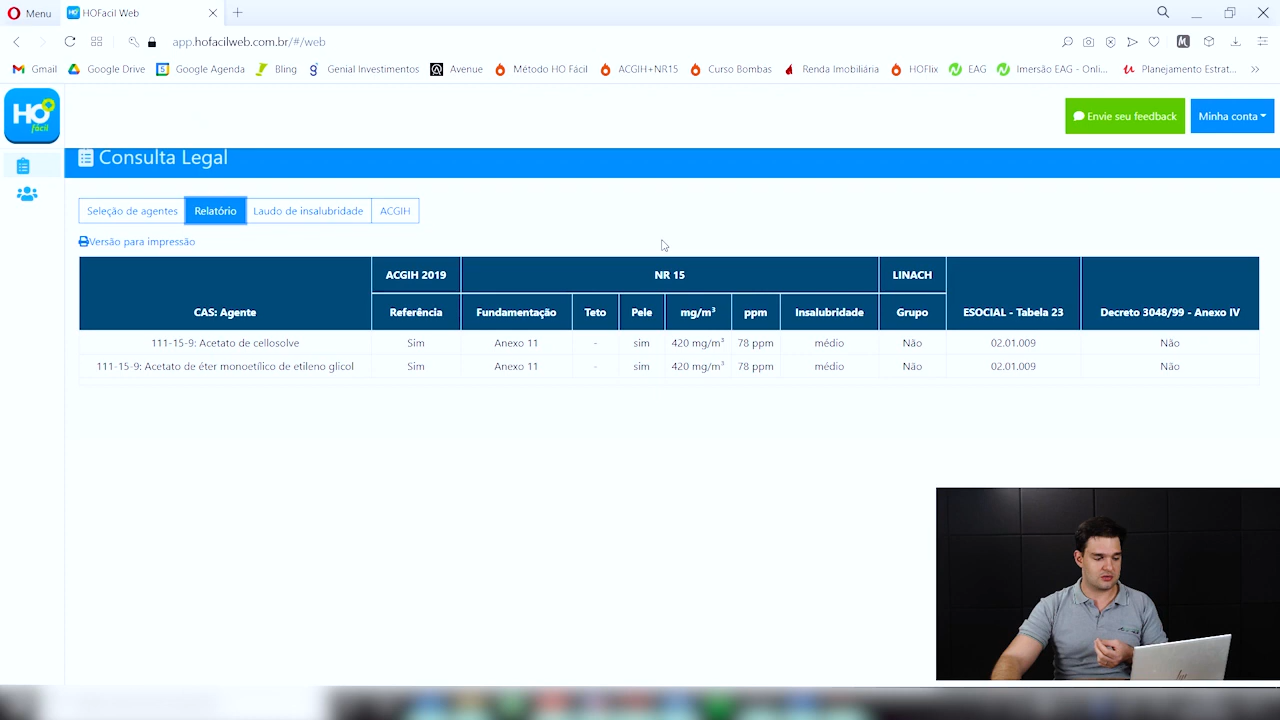 Menu
HOFacil Web
app.hofacilweb.com.br/#/web
Gmail
Google Drive
Google Agenda
Bling
Genial Investimentos
Avenue
Método HO Fácil
ACGIH+NR15
Curso Bombas
Renda Imobiliária
HOFlix
EAG
Imersão EAG - Onli...
Planejamento Estrat...
HO
fácil
Envie seu feedback
Minha conta
Consulta Legal
Seleção de agentes
Relatório
Laudo de insalubridade
ACGIH
Versão para impressão
CAS: Agente
ACGIH 2019
NR 15
LINACH
ESOCIAL - Tabela 23
Decreto 3048/99 - Anexo IV
Referência
Fundamentação
Teto
Pele
mg/m³
ppm
Insalubridade
Grupo
111-15-9: Acetato de cellosolve Sim Anexo 11 - sim 420 mg/m³ 78 ppm médio Não 02.01.009 Não
111-15-9: Acetato de éter monoetílico de etileno glicol Sim Anexo 11 - sim 420 mg/m³ 78 ppm médio Não 02.01.009 Não